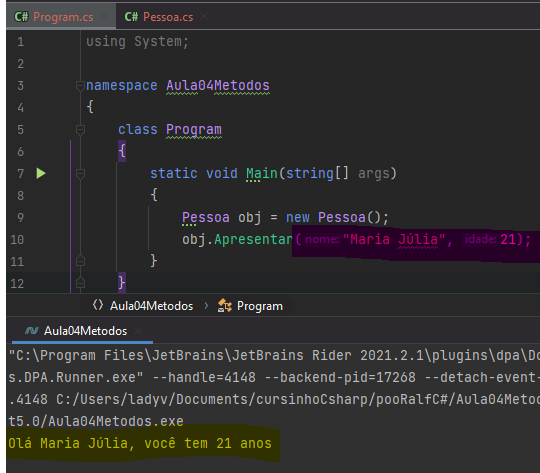 C# Program.cs × C# Pessoa.cs ×
1 using System;
2
3 namespace Aula04Metodos
4 {
5 class Program
6 {
7 static void Main(string[] args)
8 {
9 Pessoa obj = new Pessoa();
10 obj.Apresentar(nome: "Maria Júlia", idade: 21);
11 }
12 }
Aula04Metodos > Program
Aula04Metodos ×
"C:\Program Files\JetBrains\JetBrains Rider 2021.2.1\plugins\dpa\Do
s.DPA.Runner.exe" --handle=4148 --backend-pid=17268 --detach-event-
.4148 C:/Users/ladyv/Documents/cursinhoCsharp/pooRalfC#/Aula04Metod
t5.0/Aula04Metodos.exe
Olá Maria Júlia, você tem 21 anos